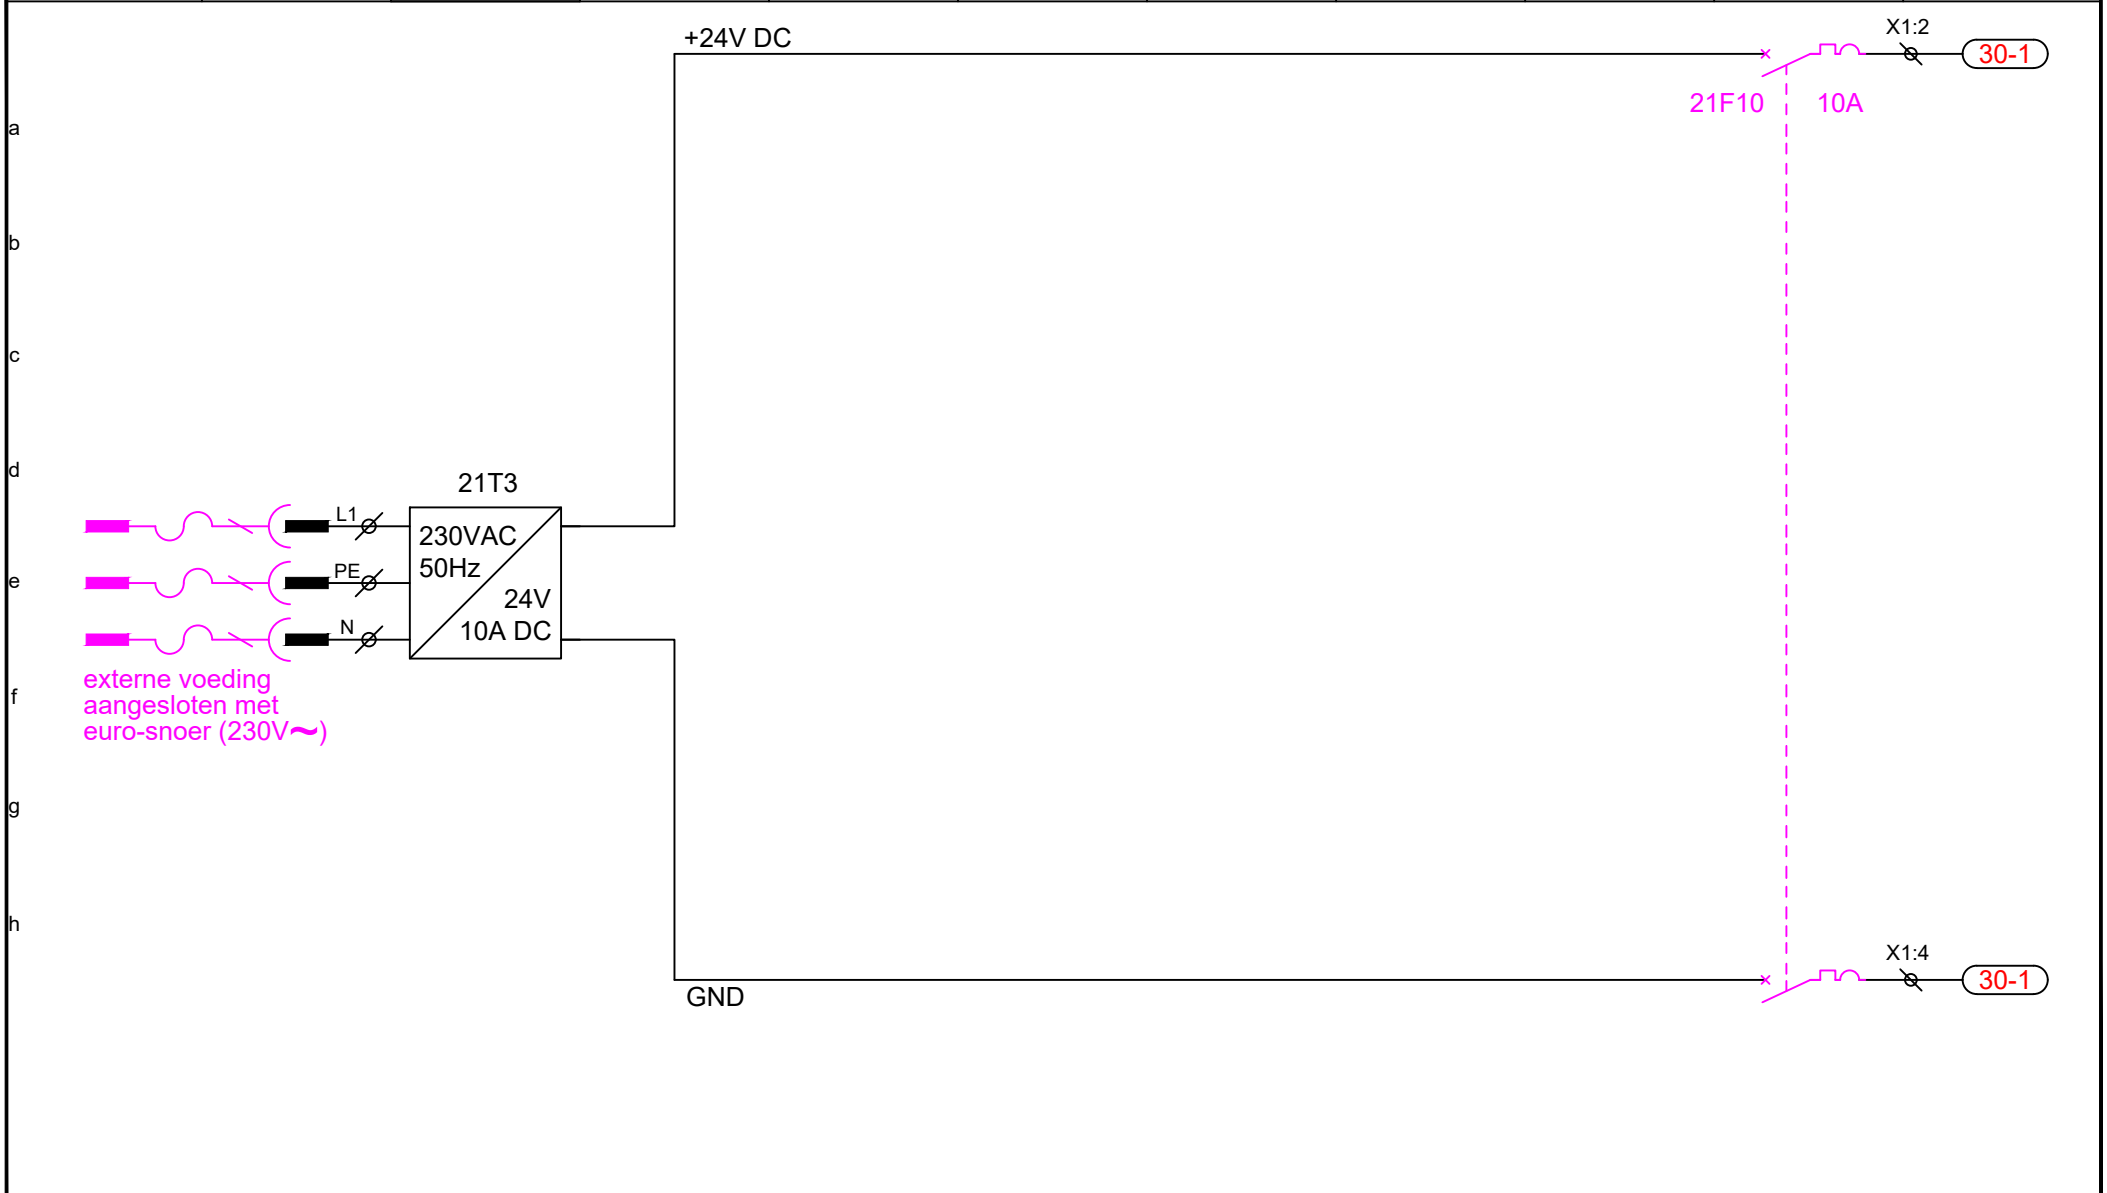 +24V DC
X1:2
30-1
21F10
10A
a
b
c
d
21T3
L1
230VAC
50Hz
PE
e
24V
10A DC
N
externe voeding
aangesloten met
euro-snoer (230V~)
f
g
h
X1:4
30-1
GND